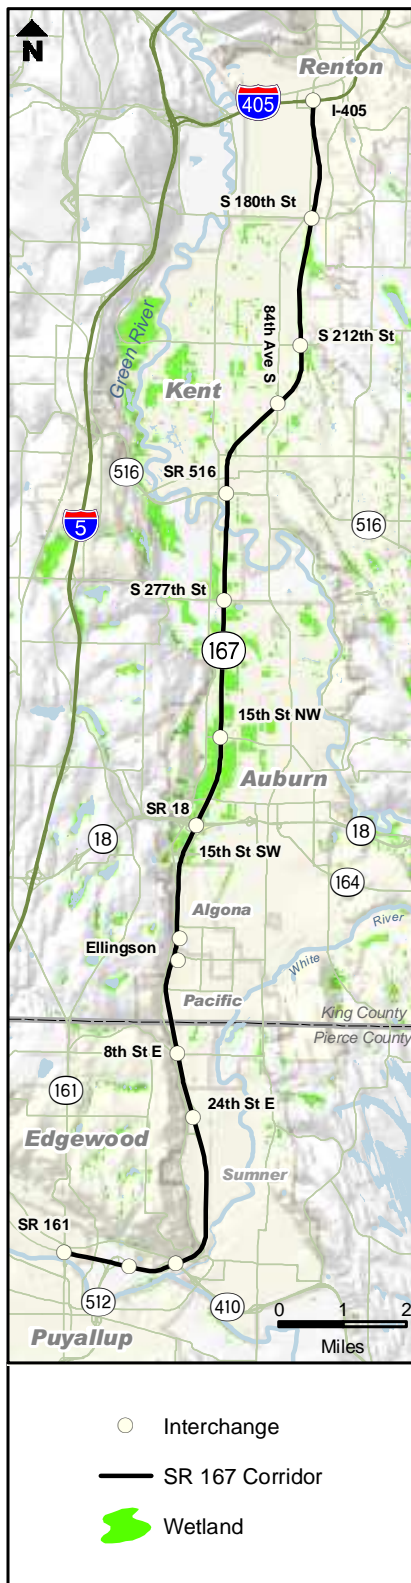 N
Renton
405
I-405
S 180th St
84th Ave S
S 212th St
Green River
Kent
SR 516
516
5
516
S 277th St
167
15th St NW
Auburn
SR 18
18
18
15th St SW
164
Algona
Ellingson
White
River
Pacific
King County
Pierce County
8th St E
161
24th St E
Edgewood
Sumner
SR 161
512
410
Puyallup
0 1 2
Miles
Interchange
SR 167 Corridor
Wetland